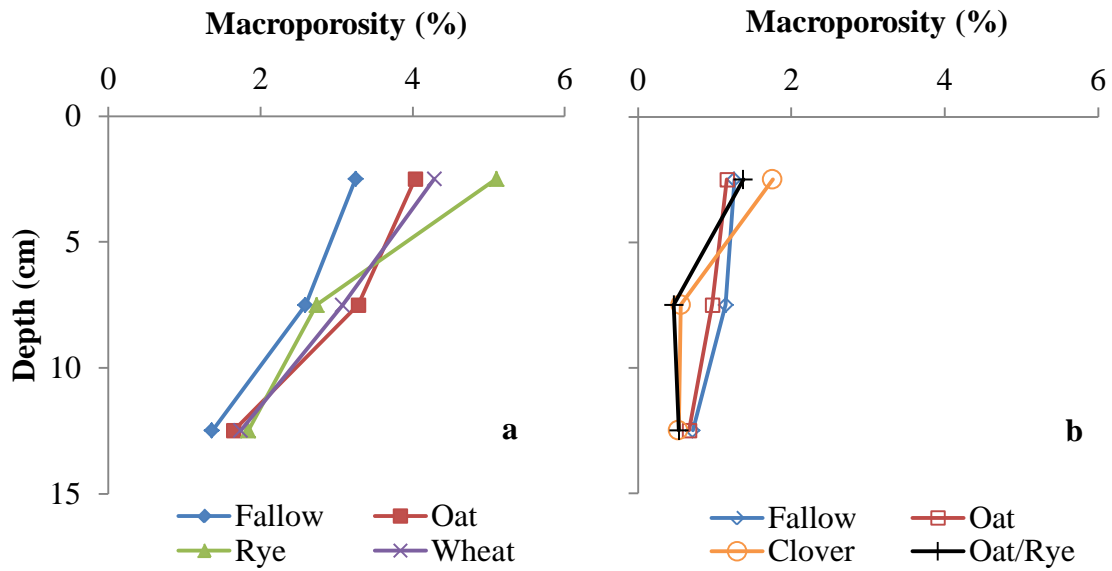 Macroporosity (%)
0 2 4 6
0
5
10
15
Depth (cm)
a
Fallow Oat
Rye Wheat
Macroporosity (%)
0 2 4 6
b
Fallow Oat
Clover Oat/Rye